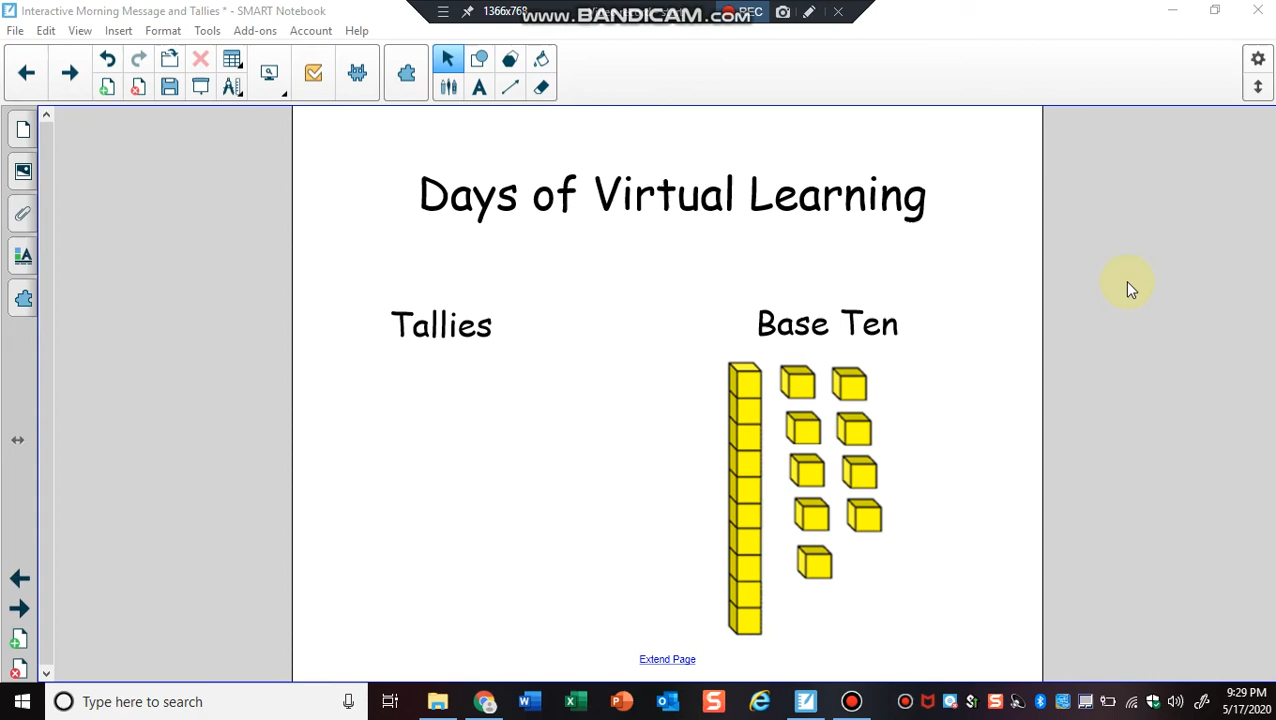 Interactive Morning Message and Tallies * - SMART Notebook
1366x768
www.BANDICAM.com
REC
File Edit View Insert Format Tools Add-ons Account Help
Days of Virtual Learning
Tallies
Base Ten
Extend Page
Type here to search
9:29 PM
5/17/2020